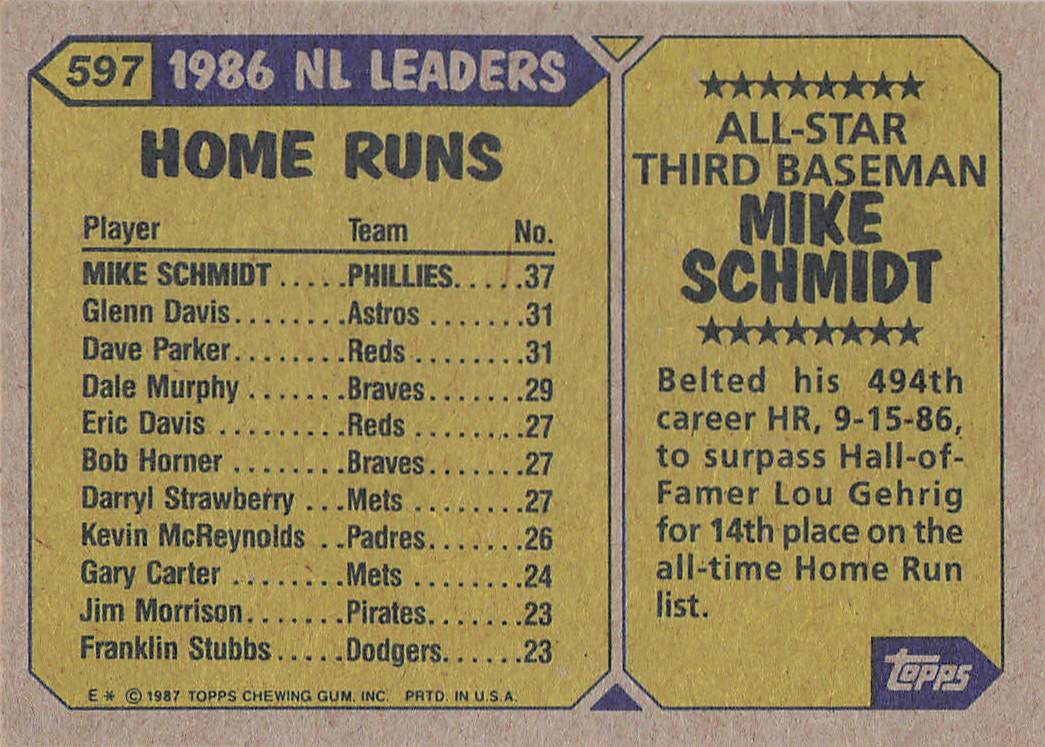 597 1986 NL LEADERS
HOME RUNS
Player Team No.
MIKE SCHMIDT.....PHILLIES.....37
Glenn Davis........Astros.......31
Dave Parker........Reds........31
Dale Murphy.......Braves.......29
Eric Davis.........Reds........27
Bob Horner........Braves.......27
Darryl Strawberry...Mets........27
Kevin McReynolds..Padres.......26
Gary Carter........Mets........24
Jim Morrison.......Pirates.......23
Franklin Stubbs.....Dodgers......23
E * © 1987 TOPPS CHEWING GUM. INC. PRTD. IN U.S.A.
ALL-STAR
THIRD BASEMAN
MIKE
SCHMIDT
Belted his 494th
career HR, 9-15-86,
to surpass Hall-of-
Famer Lou Gehrig
for 14th place on the
all-time Home Run
list.
Topps